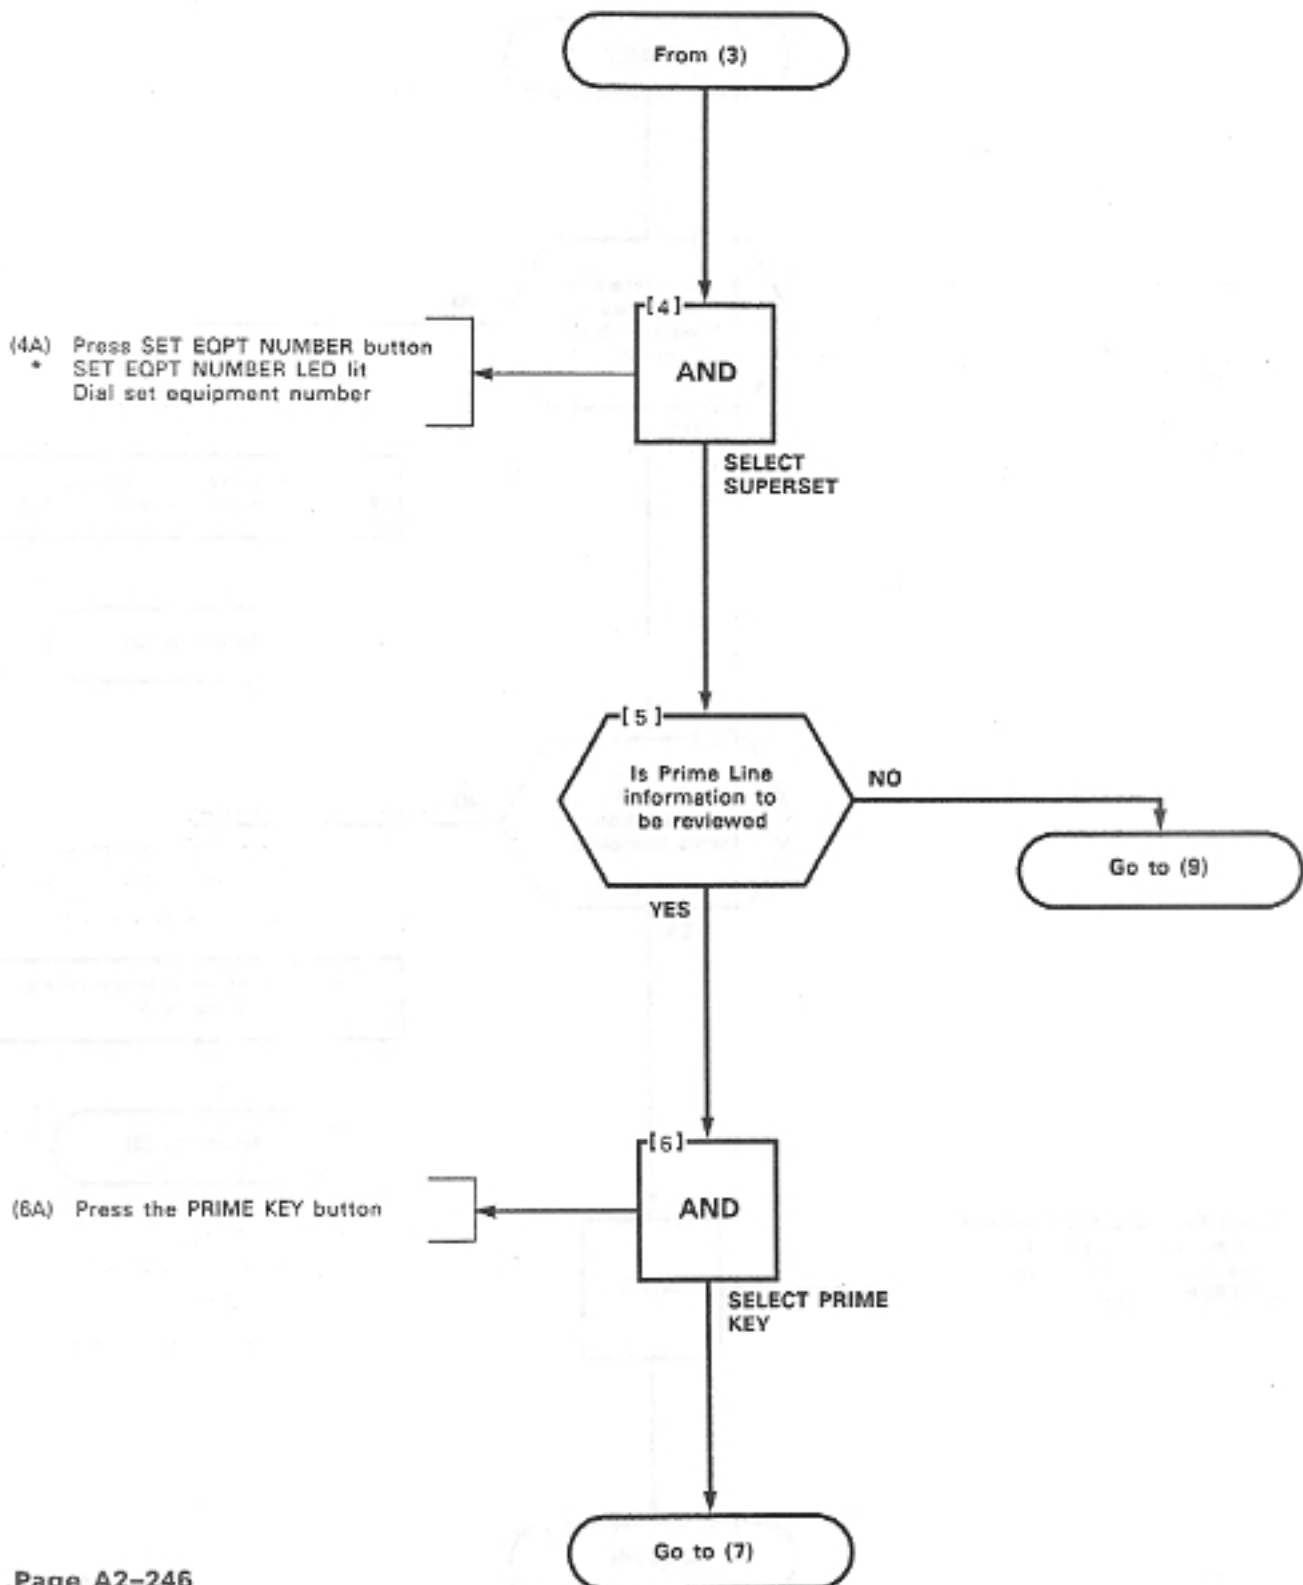 From (3)
[4]
(4A) Press SET EQPT NUMBER button
* SET EQPT NUMBER LED lit
Dial set equipment number
AND
SELECT
SUPERSET
[5]
Is Prime Line
information to
be reviewed
NO
Go to (9)
YES
[6]
(6A) Press the PRIME KEY button
AND
SELECT PRIME
KEY
Go to (7)
Page A2-246